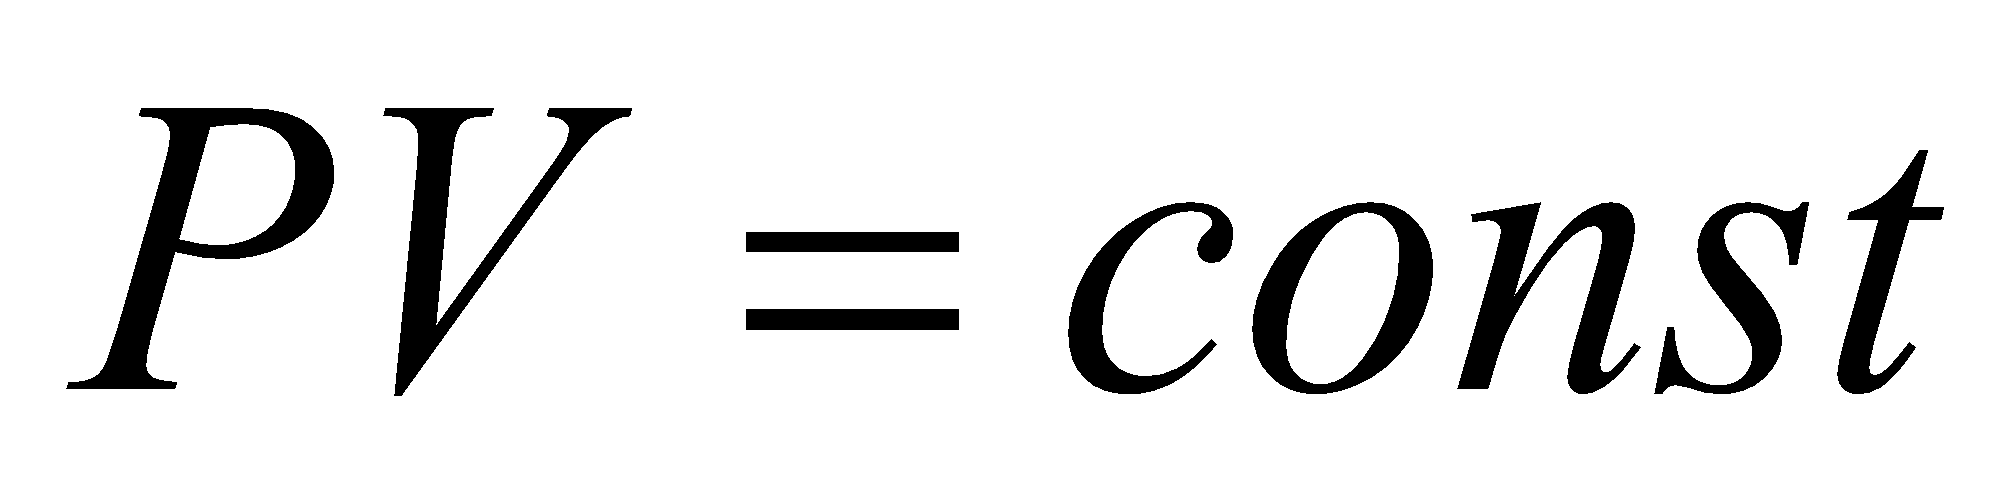 PV = const